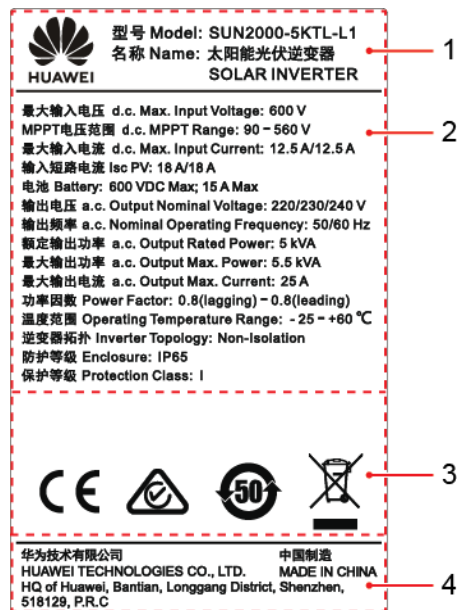 HUAWEI
型号 Model: SUN2000-5KTL-L1
名称 Name: 太阳能光伏逆变器
SOLAR INVERTER
1
最大输入电压 d.c. Max. Input Voltage: 600 V
MPPT电压范围 d.c. MPPT Range: 90 – 560 V
2
最大输入电流 d.c. Max. Input Current: 12.5 A/12.5 A
输入短路电流 Isc PV: 18 A/18 A
电池 Battery: 600 VDC Max; 15 A Max
输出电压 a.c. Output Nominal Voltage: 220/230/240 V
输出频率 a.c. Nominal Operating Frequency: 50/60 Hz
额定输出功率 a.c. Output Rated Power: 5 kVA
最大输出功率 a.c. Output Max. Power: 5.5 kVA
最大输出电流 a.c. Output Max. Current: 25 A
功率因数 Power Factor: 0.8(lagging) – 0.8(leading)
温度范围 Operating Temperature Range: - 25 – +60 ℃
逆变器拓扑 Inverter Topology: Non-Isolation
防护等级 Enclosure: IP65
保护等级 Protection Class: I
CE
50
3
华为技术有限公司 中国制造
HUAWEI TECHNOLOGIES CO., LTD. MADE IN CHINA
HQ of Huawei, Bantian, Longgang District, Shenzhen,
518129, P.R.C
4